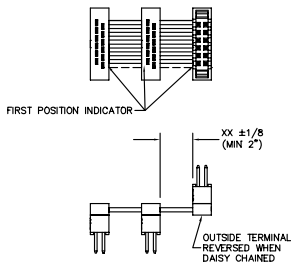 FIRST POSITION INDICATOR
XX ±1/8
(MIN 2")
OUTSIDE TERMINAL
REVERSED WHEN
DAISY CHAINED